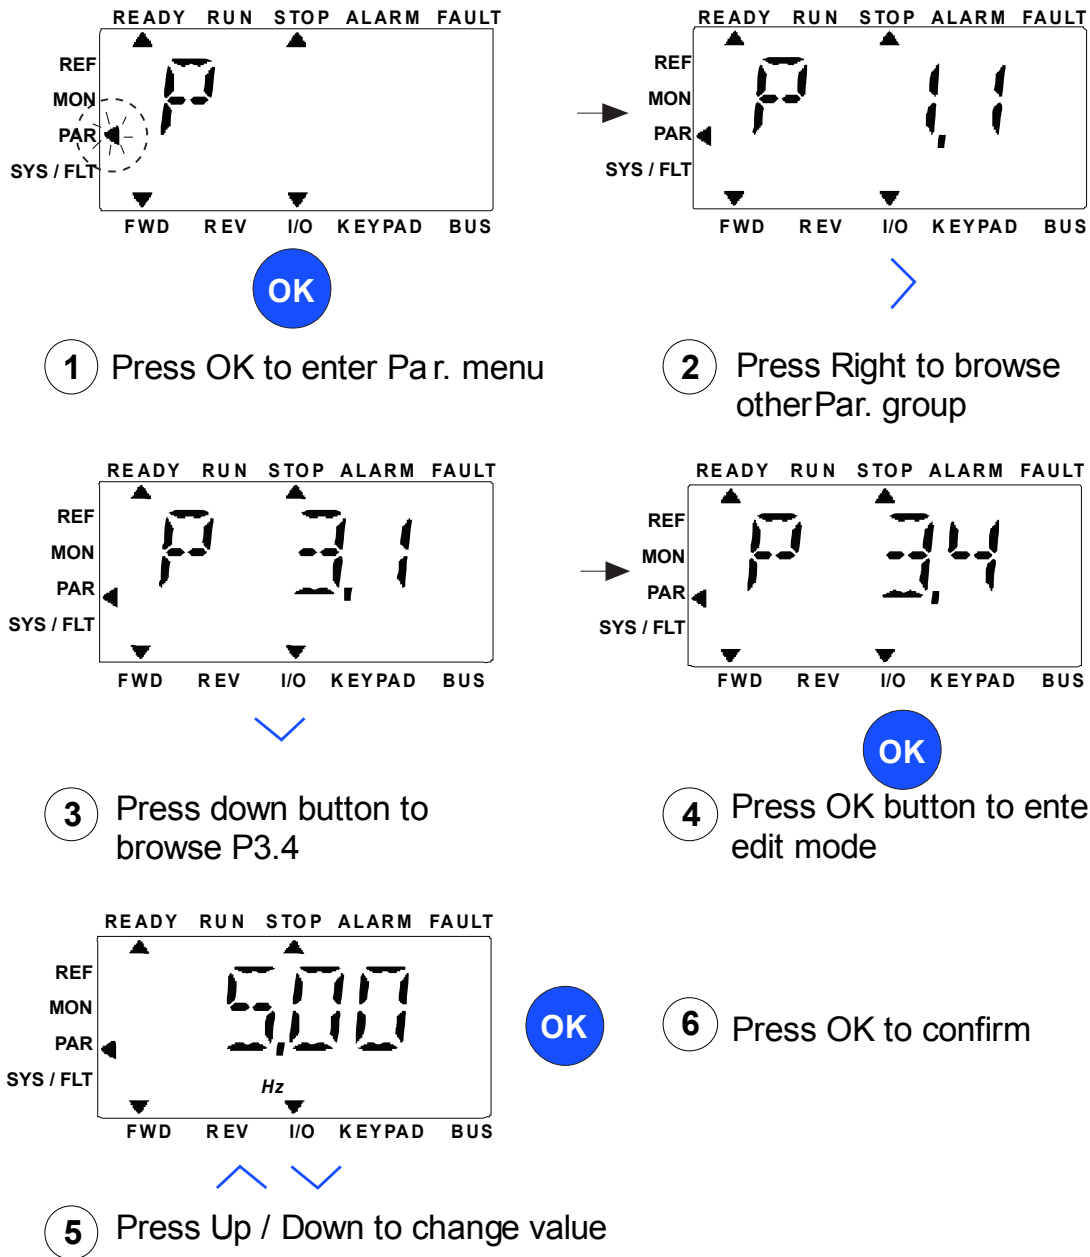 READY RUN STOP ALARM FAULT
REF
MON
PAR
SYS / FLT
P
FWD REV I/O KEYPAD BUS
OK
1 Press OK to enter Par. menu
READY RUN STOP ALARM FAULT
REF
MON
PAR
SYS / FLT
P 1,1
FWD REV I/O KEYPAD BUS
2 Press Right to browse
otherPar. group
READY RUN STOP ALARM FAULT
REF
MON
PAR
SYS / FLT
P 3,1
FWD REV I/O KEYPAD BUS
3 Press down button to
browse P3.4
READY RUN STOP ALARM FAULT
REF
MON
PAR
SYS / FLT
P 3,4
FWD REV I/O KEYPAD BUS
OK
4 Press OK button to ente
edit mode
READY RUN STOP ALARM FAULT
REF
MON
PAR
SYS / FLT
5,00
Hz
FWD REV I/O KEYPAD BUS
5 Press Up / Down to change value
OK
6 Press OK to confirm